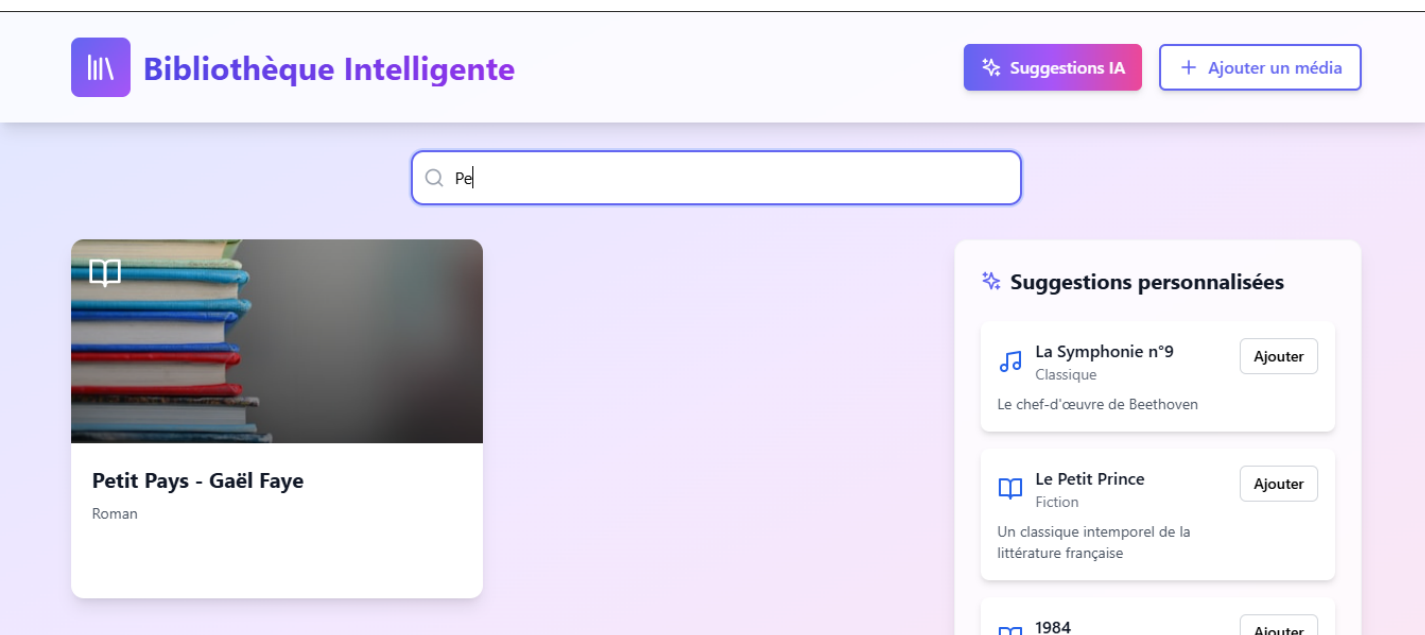 Bibliothèque Intelligente
Suggestions IA
+ Ajouter un média
Pe
Petit Pays - Gaël Faye
Roman
Suggestions personnalisées
La Symphonie n°9
Ajouter
Classique
Le chef-d'œuvre de Beethoven
Le Petit Prince
Ajouter
Fiction
Un classique intemporel de la
littérature française
1984
Ajouter